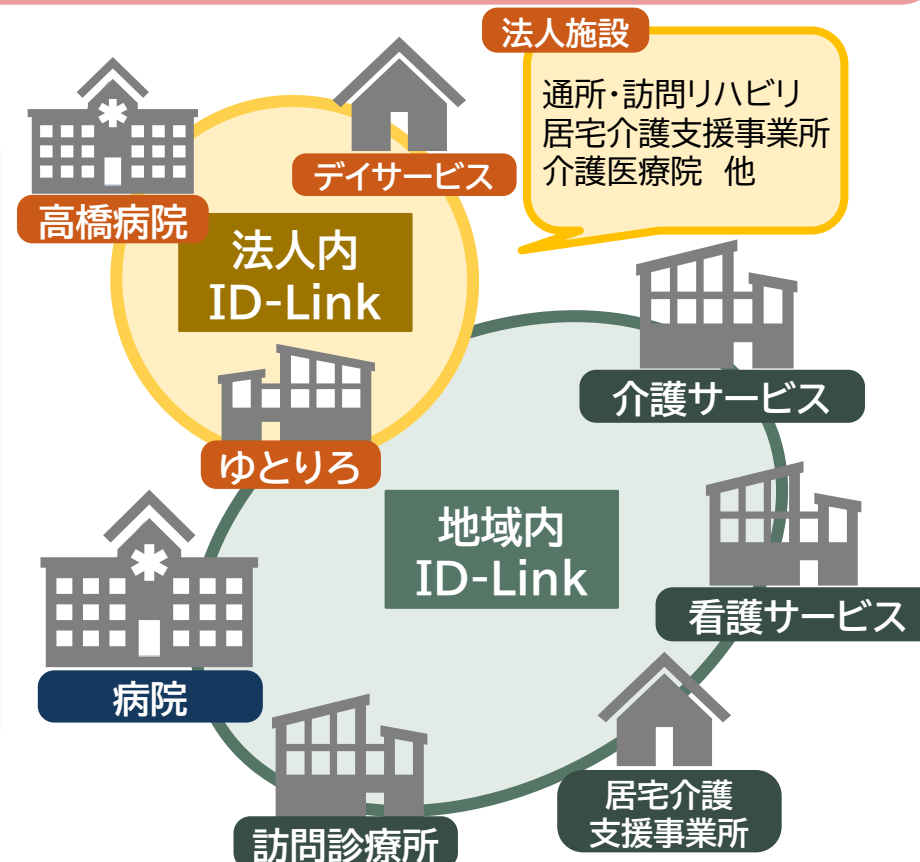 法人施設
通所・訪問リハビリ
居宅介護支援事業所
介護医療院 他
デイサービス
高橋病院
法人内
ID-Link
ゆとりろ
介護サービス
地域内
ID-Link
看護サービス
病院
居宅介護
支援事業所
訪問診療所